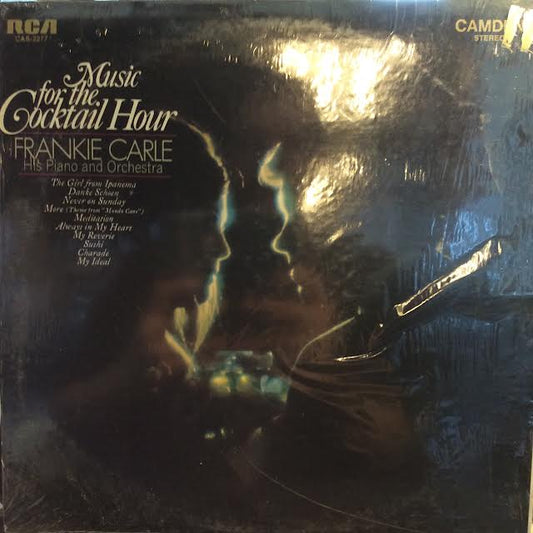 RCA
CAS-2277
CAMDEN
STEREO
Music
for the
Cocktail Hour
FRANKIE CARLE
His Piano and Orchestra
The Girl from Ipanema
Danke Schoen
Never on Sunday
More (Theme from "Mondo Cane")
Meditation
Always in My Heart
My Reverie
Sushi
Charade
My Ideal